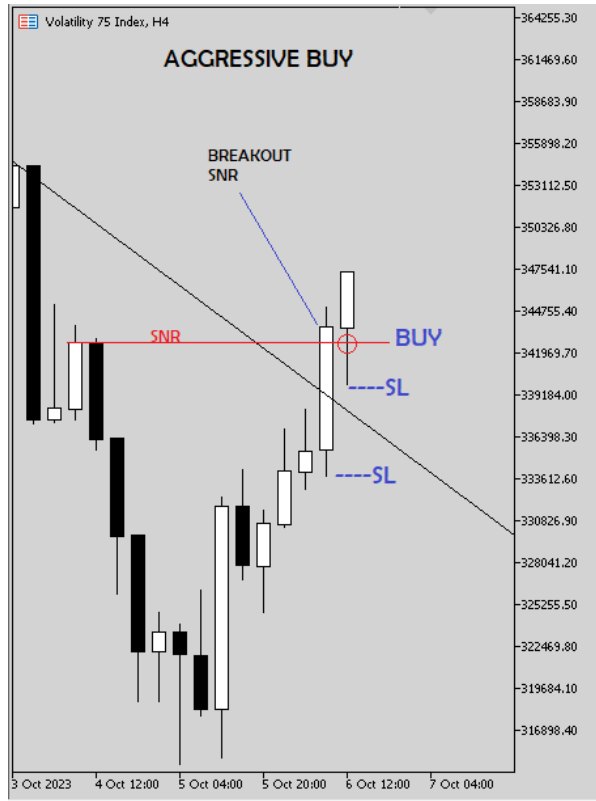 Volatility 75 Index, H4
AGGRESSIVE BUY
BREAKOUT
SNR
SNR
BUY
----SL
----SL
364255.30
361469.60
358683.90
355898.20
353112.50
350326.80
347541.10
344755.40
341969.70
339184.00
336398.30
333612.60
330826.90
328041.20
325255.50
322469.80
319684.10
316898.40
3 Oct 2023
4 Oct 12:00
5 Oct 04:00
5 Oct 20:00
6 Oct 12:00
7 Oct 04:00